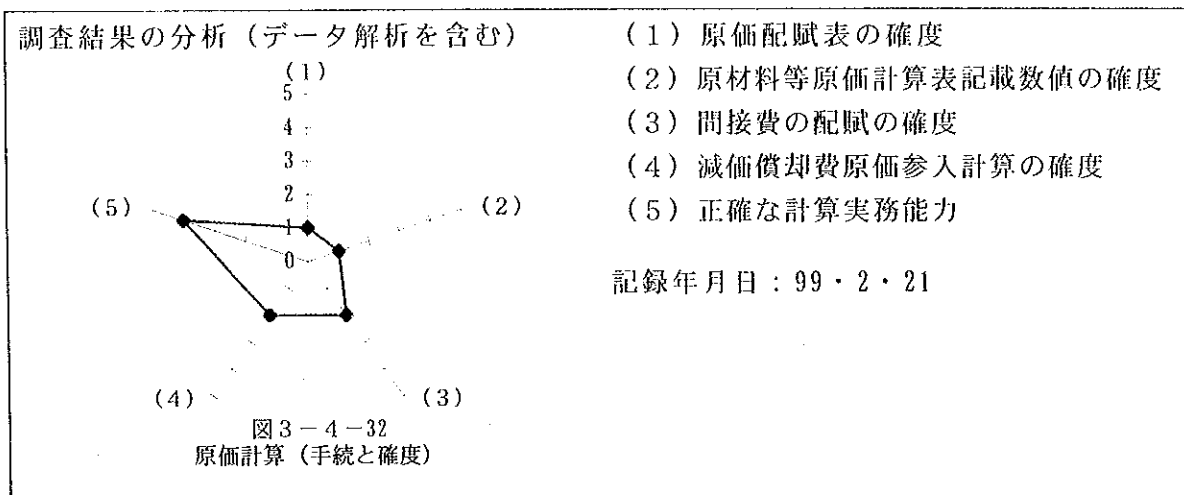 調査結果の分析（データ解析を含む）
(1)
5
4
3
2
1
0
(2)
(3)
(4)
(5)
図3－4－32
原価計算（手続と確度）
(1) 原価配賦表の確度
(2) 原材料等原価計算表記載数値の確度
(3) 間接費の配賦の確度
(4) 減価償却費原価参入計算の確度
(5) 正確な計算実務能力
記録年月日：99・2・21